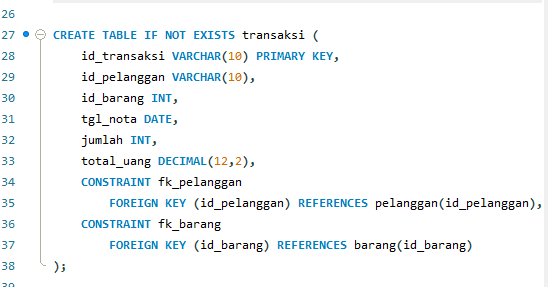 26
27 CREATE TABLE IF NOT EXISTS transaksi (
28 id_transaksi VARCHAR(10) PRIMARY KEY,
29 id_pelanggan VARCHAR(10),
30 id_barang INT,
31 tgl_nota DATE,
32 jumlah INT,
33 total_uang DECIMAL(12,2),
34 CONSTRAINT fk_pelanggan
35 FOREIGN KEY (id_pelanggan) REFERENCES pelanggan(id_pelanggan),
36 CONSTRAINT fk_barang
37 FOREIGN KEY (id_barang) REFERENCES barang(id_barang)
38 );